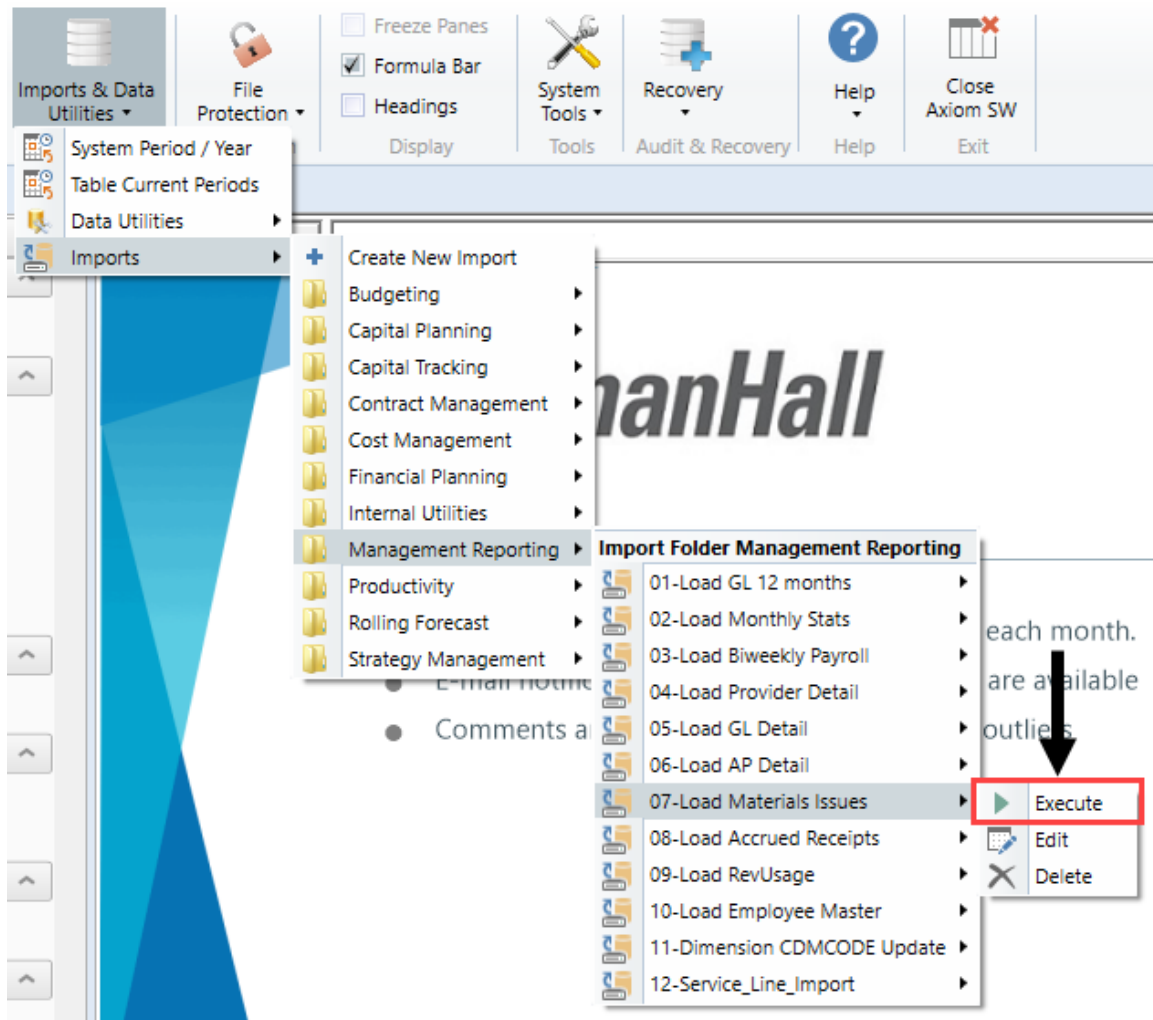 Imports & Data
Utilities
File
Protection
Freeze Panes
Formula Bar
Headings
Display
System
Tools
Tools
Recovery
Audit & Recovery
Help
Help
Close
Axiom SW
Exit
System Period / Year
Table Current Periods
Data Utilities
Imports
Create New Import
Budgeting
Capital Planning
Capital Tracking
Contract Management
Cost Management
Financial Planning
Internal Utilities
Management Reporting
Productivity
Rolling Forecast
Strategy Management
manHall
Import Folder Management Reporting
01-Load GL 12 months
02-Load Monthly Stats
03-Load Biweekly Payroll
04-Load Provider Detail
05-Load GL Detail
06-Load AP Detail
07-Load Materials Issues
08-Load Accrued Receipts
09-Load RevUsage
10-Load Employee Master
11-Dimension CDMCODE Update
12-Service_Line_Import
each month.
E-mail
are available
Comments
outliers
Execute
Edit
Delete